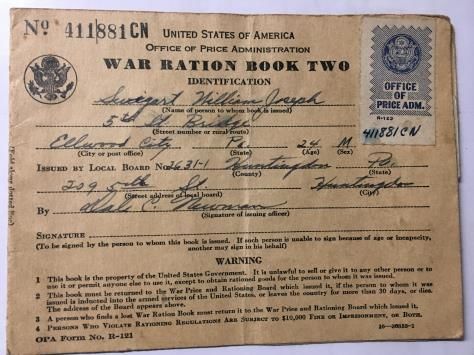 No 411881CN
UNITED STATES OF AMERICA
OFFICE OF PRICE ADMINISTRATION
WAR RATION BOOK TWO
IDENTIFICATION
OFFICE
OF
PRICE ADM.
R-143
411881CN
Swigart William Joseph
(Name of person to whom book is issued)
5th St. Bridge
(Street number or rural route)
Ellwood City Pa. 24 M
(City or post office) (State) (Age) (Sex)
ISSUED BY LOCAL BOARD No. 2631-1 Huntingdon Pa.
(County) (State)
209 5th St. Huntingdon
(Street address of local board) (City)
By Dale C. Newman
(Signature of issuing officer)
SIGNATURE
(To be signed by the person to whom this book is issued. If such person is unable to sign because of age or incapacity,
another may sign in his behalf)
WARNING
1 This book is the property of the United States Government. It is unlawful to sell or give it to any other person or to
use it or permit anyone else to use it, except to obtain rationed goods for the person to whom it was issued.
2 This book must be returned to the War Price and Rationing Board which issued it, if the person to whom it was
issued is inducted into the armed services of the United States, or leaves the country for more than 30 days, or dies.
The address of the Board appears above.
3 A person who finds a lost War Ration Book must return it to the War Price and Rationing Board which issued it.
4 PERSONS WHO VIOLATE RATIONING REGULATIONS ARE SUBJECT TO $10,000 FINE OR IMPRISONMENT, OR BOTH.
OPA Form No. R-121